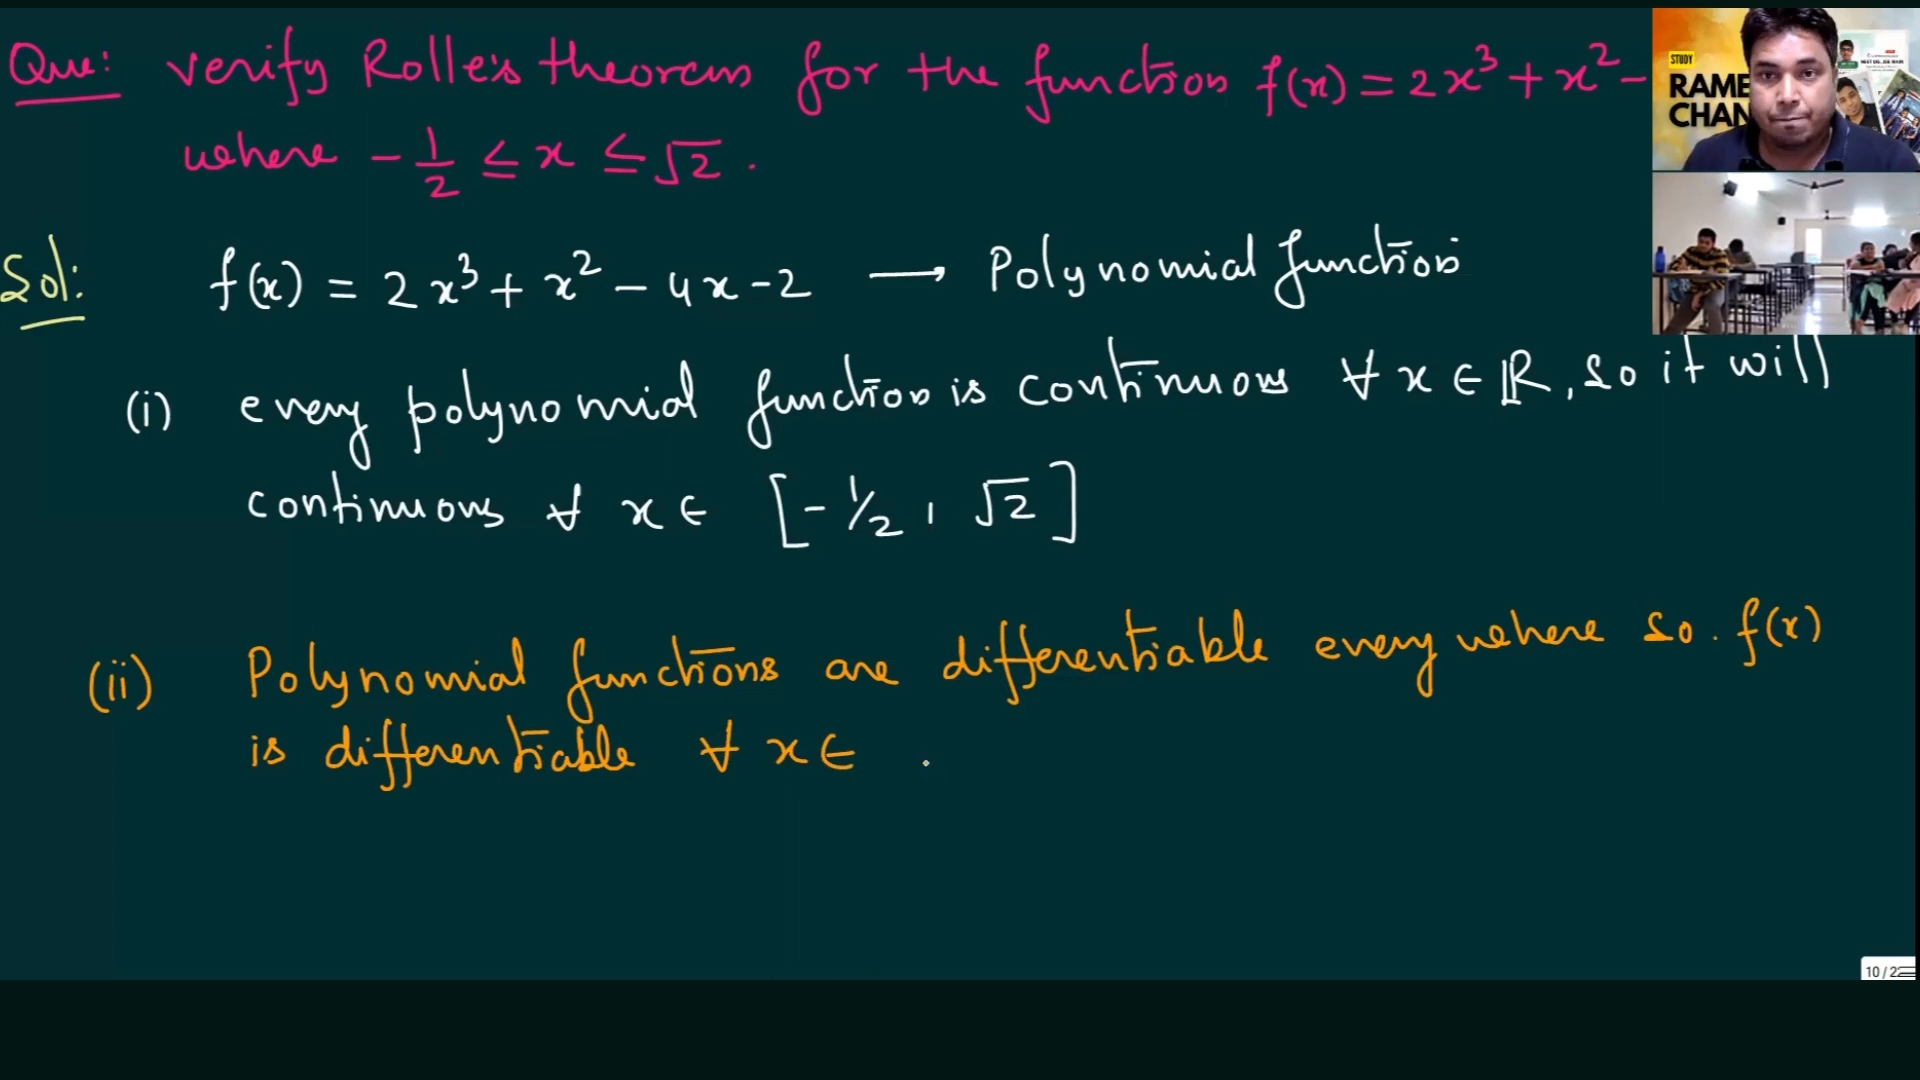 Que: verify Rolle's theorem for the function f(x) = 2x³ + x² -
where - 1/2 ≤ x ≤ √2 .
STUDY
RAME
CHAN
Sol: f(x) = 2x³ + x² - 4x - 2 → Polynomial function
(i) every polynomial function is continuous ∀ x ∈ ℝ, so it will
continuous ∀ x ∈ [-1/2, √2]
(ii) Polynomial functions are differentiable every where so. f(x)
is differentiable ∀ x ∈
10 / 22